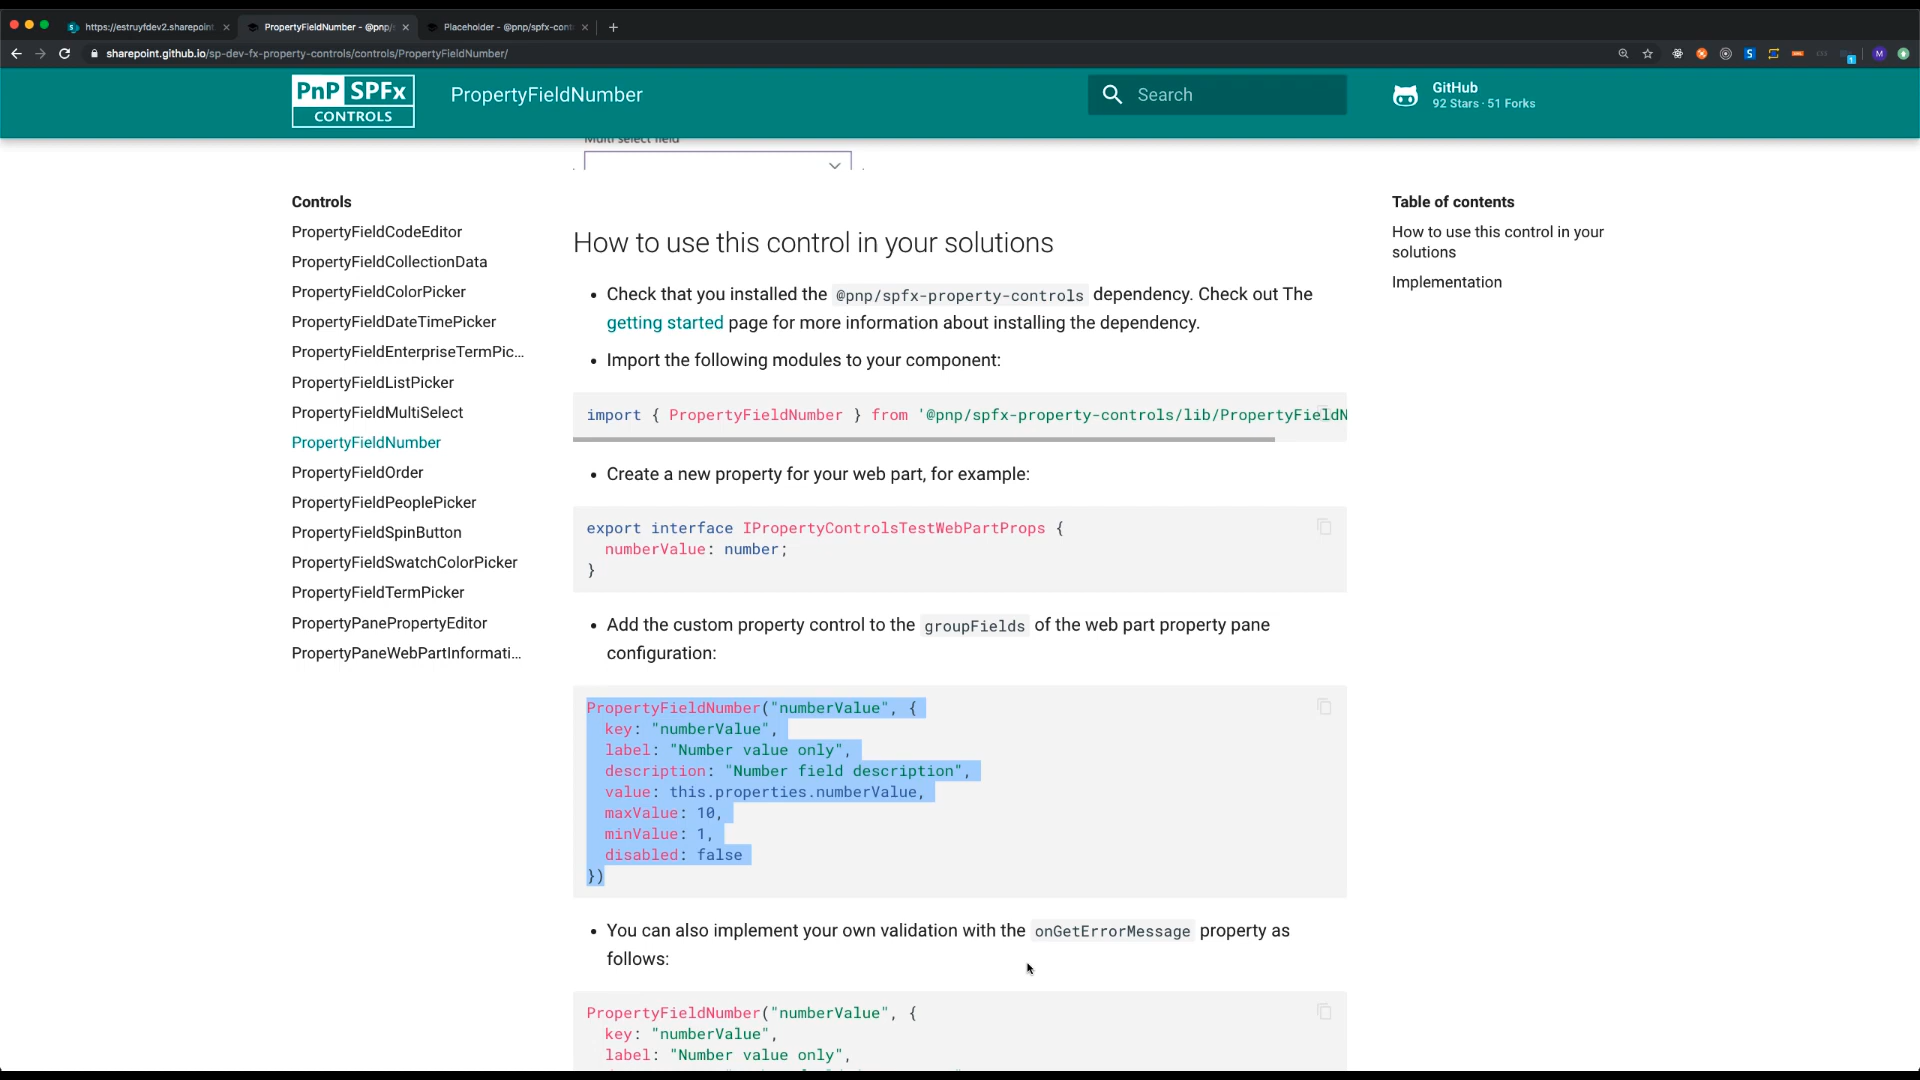 https://estruyfdev2.sharepoint
PropertyFieldNumber - @pnp/s
Placeholder - @pnp/spfx-cont
sharepoint.github.io/sp-dev-fx-property-controls/controls/PropertyFieldNumber/
PnP SPFx
CONTROLS
PropertyFieldNumber
Search
GitHub
92 Stars · 51 Forks
Multi select field
Controls
PropertyFieldCodeEditor
PropertyFieldCollectionData
PropertyFieldColorPicker
PropertyFieldDateTimePicker
PropertyFieldEnterpriseTermPic...
PropertyFieldListPicker
PropertyFieldMultiSelect
PropertyFieldNumber
PropertyFieldOrder
PropertyFieldPeoplePicker
PropertyFieldSpinButton
PropertyFieldSwatchColorPicker
PropertyFieldTermPicker
PropertyPanePropertyEditor
PropertyPaneWebPartInformati...
How to use this control in your solutions
• Check that you installed the @pnp/spfx-property-controls dependency. Check out The
getting started page for more information about installing the dependency.
• Import the following modules to your component:
import { PropertyFieldNumber } from '@pnp/spfx-property-controls/lib/PropertyFieldN
• Create a new property for your web part, for example:
export interface IPropertyControlsTestWebPartProps {
numberValue: number;
}
• Add the custom property control to the groupFields of the web part property pane
configuration:
PropertyFieldNumber("numberValue", {
key: "numberValue",
label: "Number value only",
description: "Number field description",
value: this.properties.numberValue,
maxValue: 10,
minValue: 1,
disabled: false
})
• You can also implement your own validation with the onGetErrorMessage property as
follows:
PropertyFieldNumber("numberValue", {
key: "numberValue",
label: "Number value only",
Table of contents
How to use this control in your
solutions
Implementation